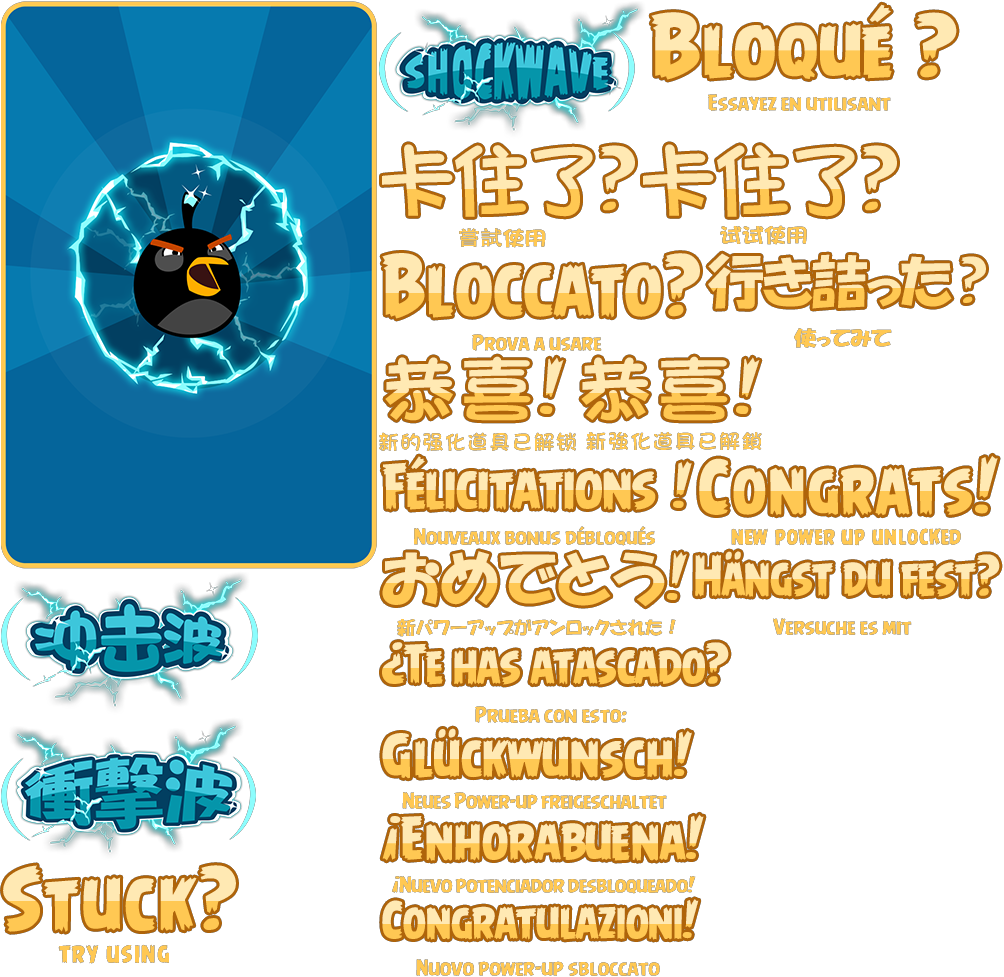 SHOCKWAVE
BLOQUÉ ?
ESSAYEZ EN UTILISANT
卡住了?
嘗試使用
卡住了?
试试使用
BLOCCATO?
PROVA A USARE
行き詰った?
使ってみて
恭喜!
新的强化道具已解锁
恭喜!
新強化道具已解鎖
FÉLICITATIONS !
NOUVEAUX BONUS DÉBLOQUÉS
CONGRATS!
NEW POWER UP UNLOCKED
おめでとう!
新パワーアップがアンロックされた!
HÄNGST DU FEST?
VERSUCHE ES MIT
¿TE HAS ATASCADO?
PRUEBA CON ESTO:
GLÜCKWUNSCH!
NEUES POWER-UP FREIGESCHALTET
¡ENHORABUENA!
¡NUEVO POTENCIADOR DESBLOQUEADO!
CONGRATULAZIONI!
NUOVO POWER-UP SBLOCCATO
冲击波
衝撃波
STUCK?
TRY USING